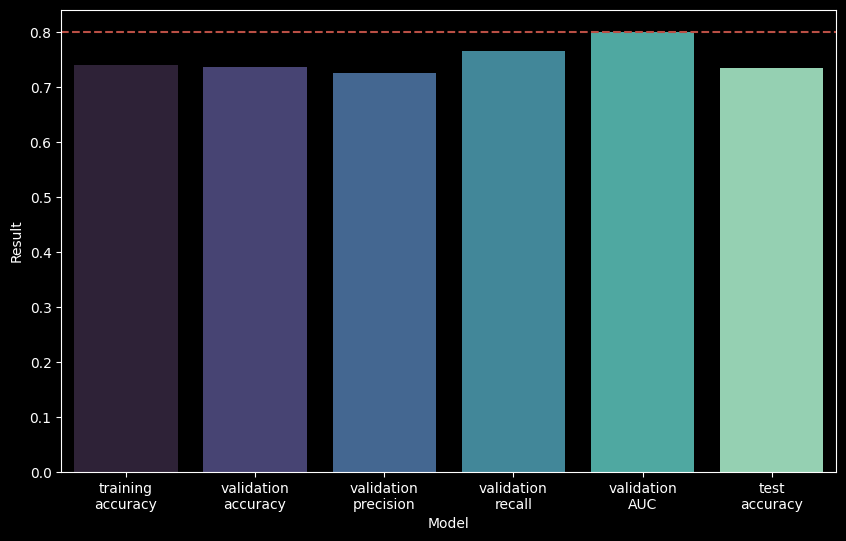 0.8
0.7
0.6
0.5
0.4
0.3
0.2
0.1
0.0
Result
training
accuracy
validation
accuracy
validation
precision
validation
recall
validation
AUC
test
accuracy
Model